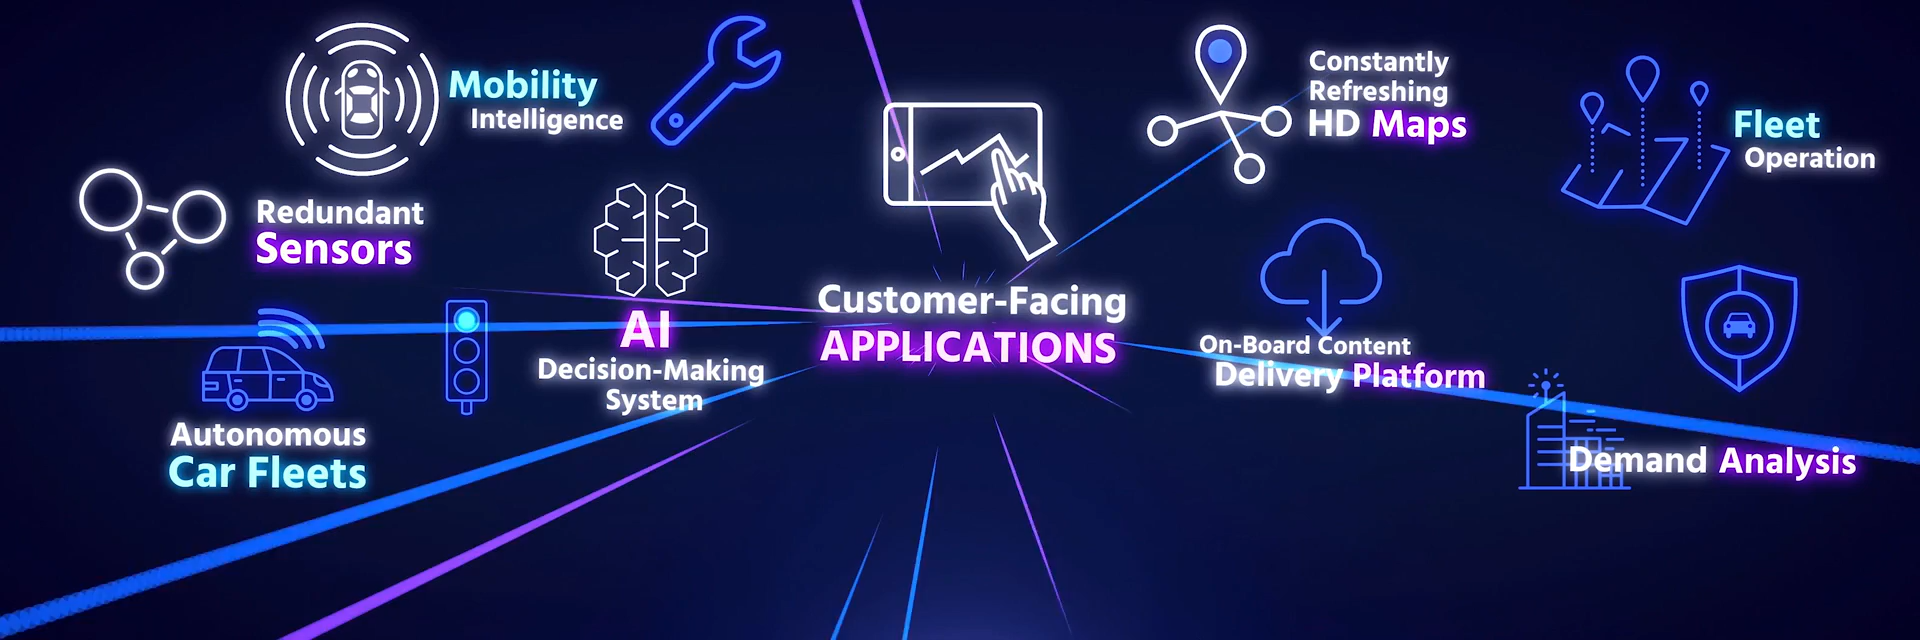 Mobility
Intelligence
Redundant
Sensors
Autonomous
Car Fleets
AI
Decision-Making
System
Customer-Facing
APPLICATIONS
Constantly
Refreshing
HD Maps
On-Board Content
Delivery Platform
Fleet
Operation
Demand Analysis